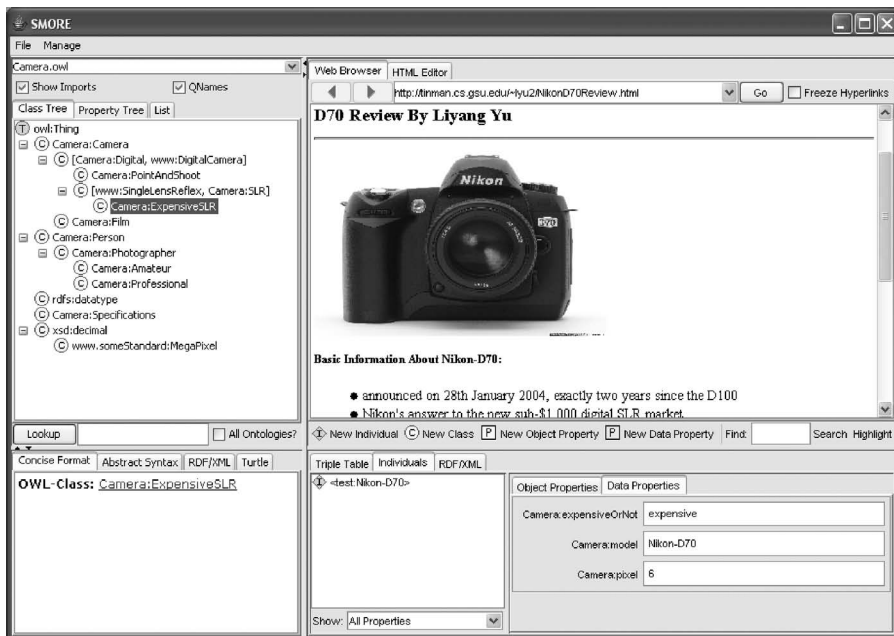 SMORE
File Manage
Camera.owl
Show Imports QNames
Class Tree Property Tree List
owl:Thing
Camera:Camera
[Camera:Digital, www:DigitalCamera]
Camera:PointAndShoot
[www:SingleLensReflex, Camera:SLR]
Camera:ExpensiveSLR
Camera:Film
Camera:Person
Camera:Photographer
Camera:Amateur
Camera:Professional
rdfs:datatype
Camera:Specifications
xsd:decimal
www.someStandard:MegaPixel
Lookup All Ontologies?
Concise Format Abstract Syntax RDF/XML Turtle
OWL-Class: Camera:ExpensiveSLR
Web Browser HTML Editor
http://tinman.cs.gsu.edu/~lyu2/NikonD70Review.html Go Freeze Hyperlinks
D70 Review By Liyang Yu
Nikon
D70
Basic Information About Nikon-D70:
announced on 28th January 2004, exactly two years since the D100
Nikon's answer to the new sub-$1,000 digital SLR market
New Individual New Class New Object Property New Data Property Find: Search Highlight
Triple Table Individuals RDF/XML
<test:Nikon-D70>
Show: All Properties
Object Properties Data Properties
Camera:expensiveOrNot expensive
Camera:model Nikon-D70
Camera:pixel 6